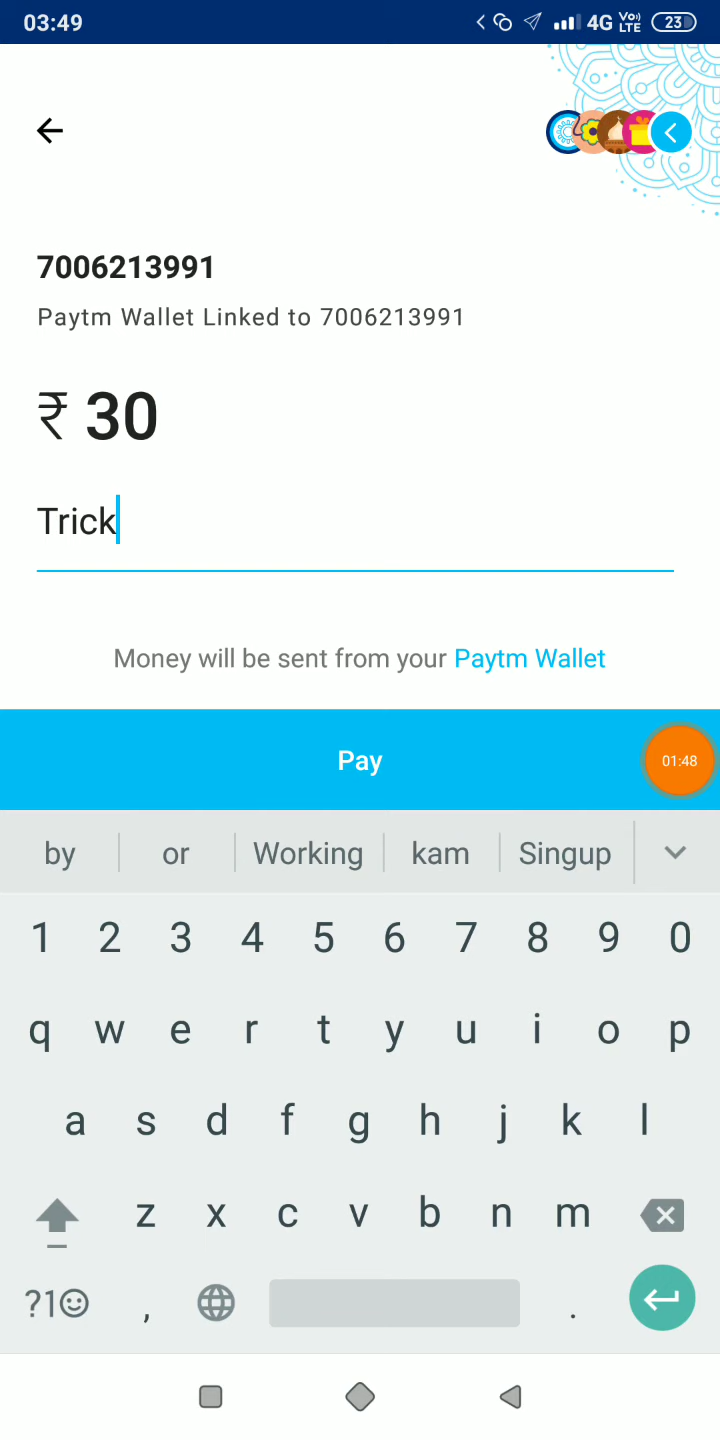 03:49
4G Vo)) LTE 23
7006213991
Paytm Wallet Linked to 7006213991
₹ 30
Trick
Money will be sent from your Paytm Wallet
Pay
01:48
by or Working kam Singup
1 2 3 4 5 6 7 8 9 0
q w e r t y u i o p
a s d f g h j k l
z x c v b n m
?1☺ , .